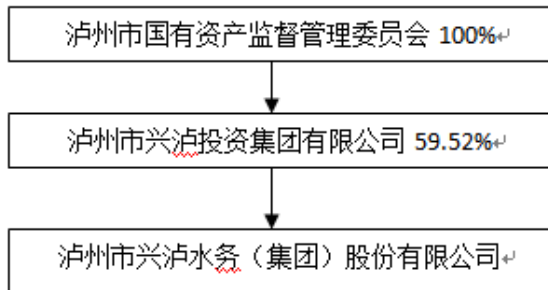 泸州市国有资产监督管理委员会 100%↵
泸州市兴泸投资集团有限公司 59.52%↵
泸州市兴泸水务（集团）股份有限公司↵